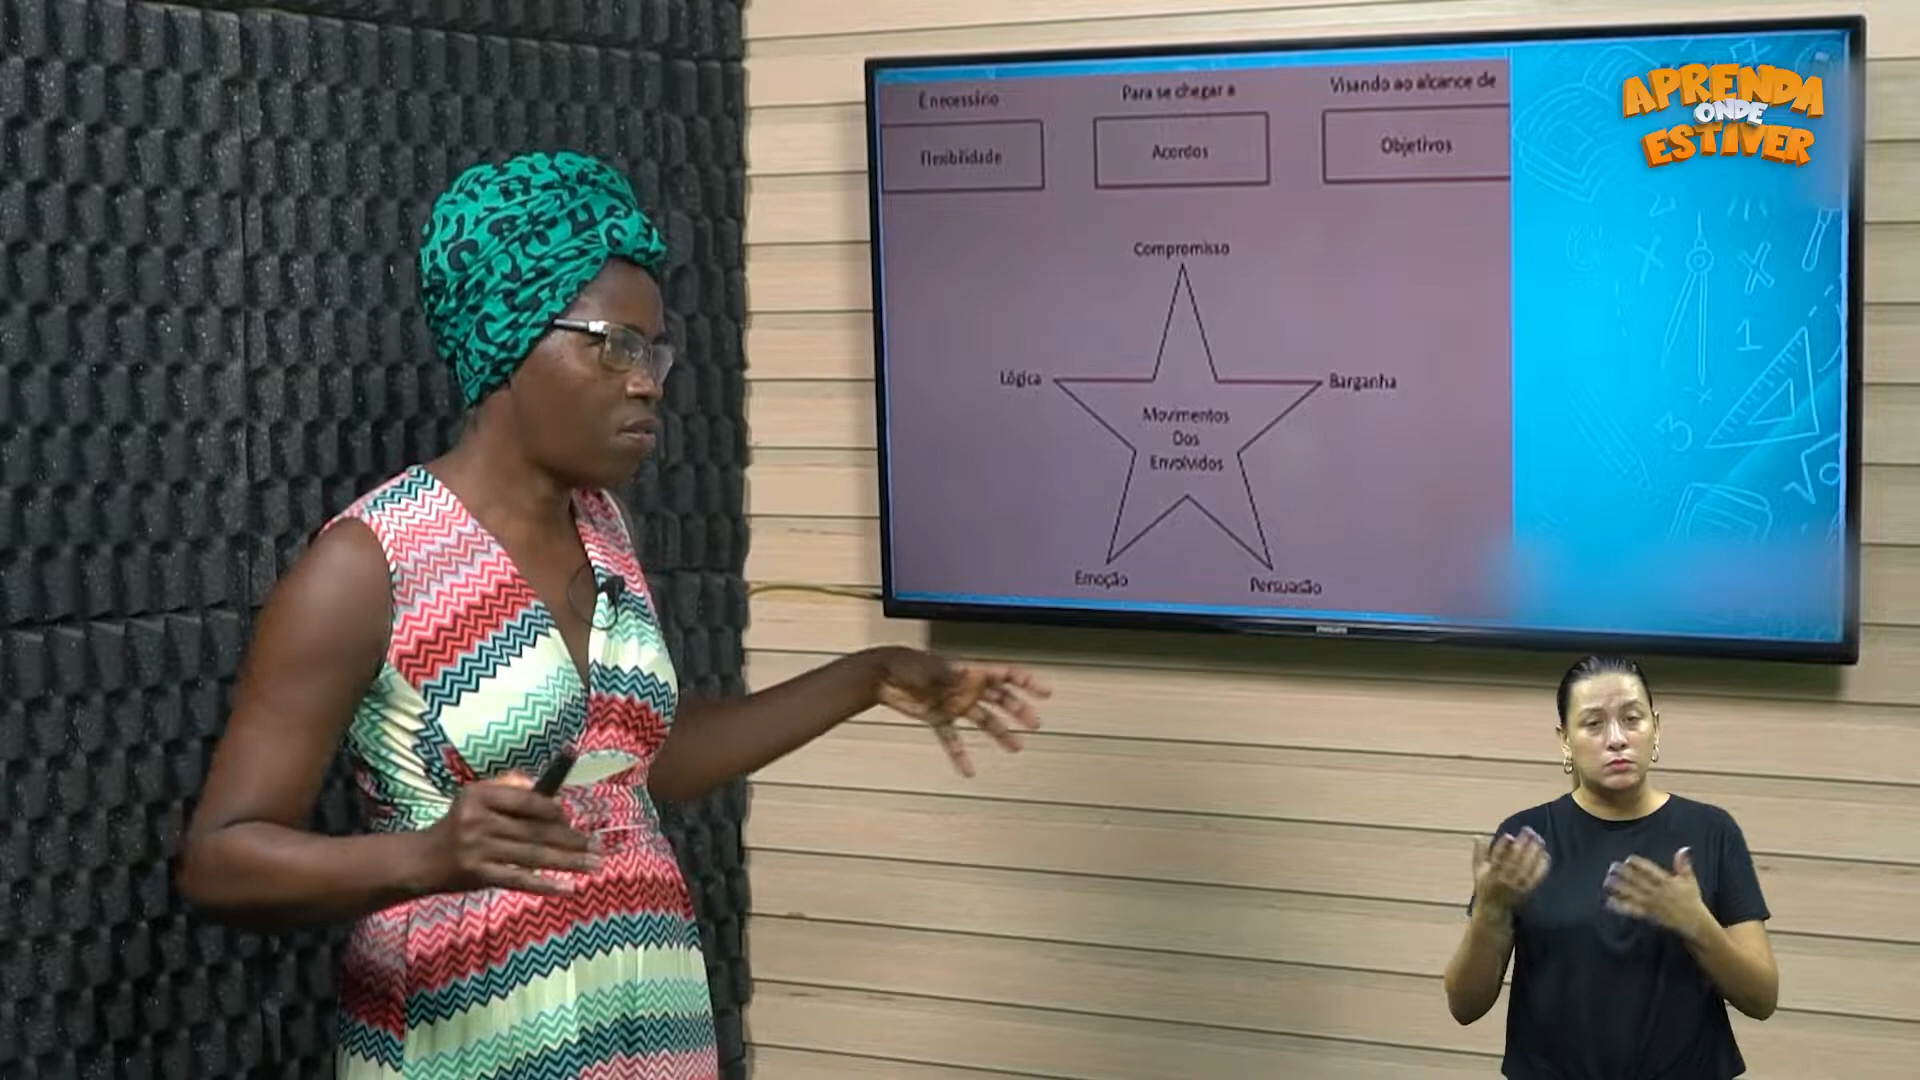 É necessário
Para se chegar a
Visando ao alcance de
Flexibilidade
Acordos
Objetivos
Compromisso
Lógica
Barganha
Movimentos
Dos
Envolvidos
Emoção
Persuasão
APRENDA
ONDE
ESTIVER
PHILIPS